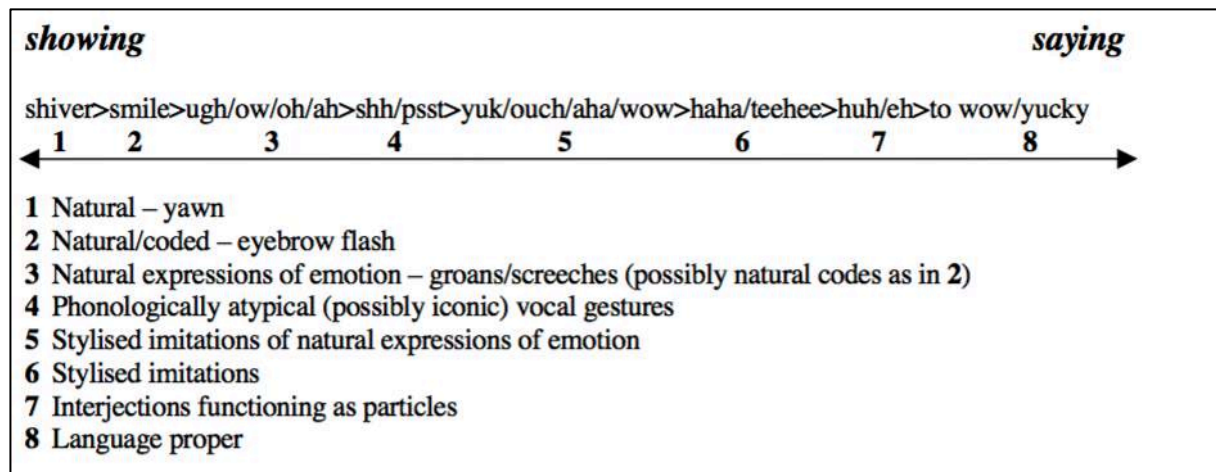 showing saying
shiver>smile>ugh/ow/oh/ah>shh/psst>yuk/ouch/aha/wow>haha/teehee>huh/eh>to wow/yucky
1 2 3 4 5 6 7 8
1 Natural – yawn
2 Natural/coded – eyebrow flash
3 Natural expressions of emotion – groans/screeches (possibly natural codes as in 2)
4 Phonologically atypical (possibly iconic) vocal gestures
5 Stylised imitations of natural expressions of emotion
6 Stylised imitations
7 Interjections functioning as particles
8 Language proper